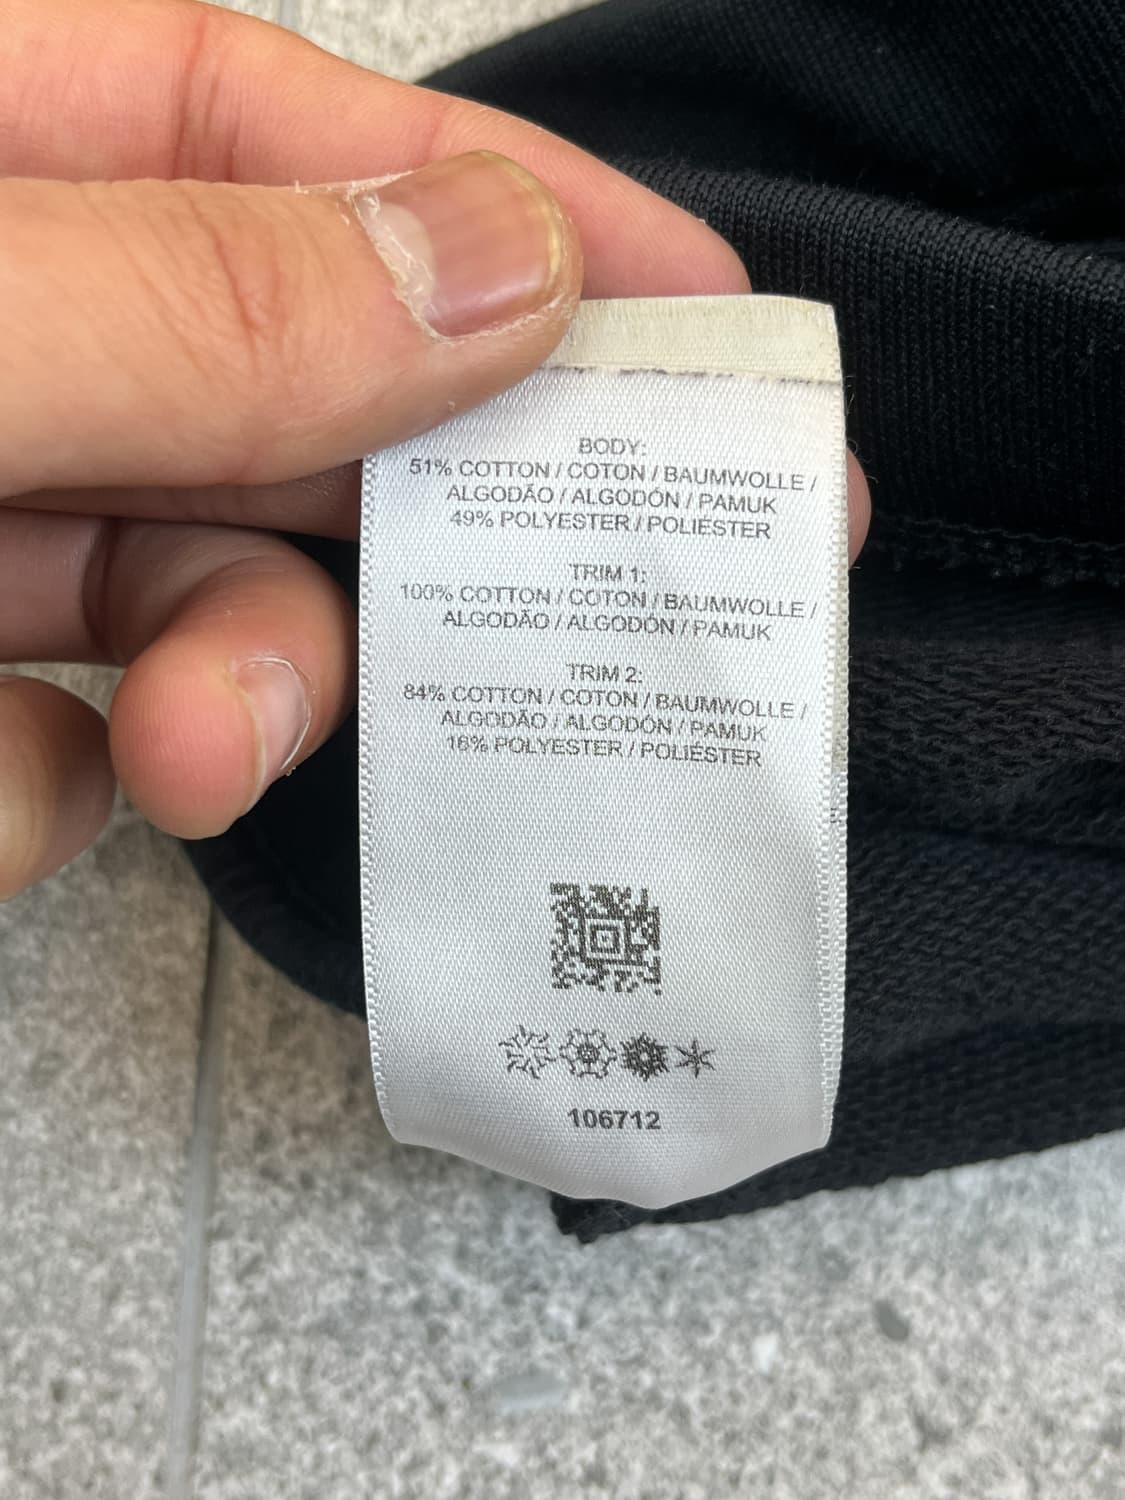 BODY:
51% COTTON / COTON / BAUMWOLLE /
ALGODÃO / ALGODÓN / PAMUK
49% POLYESTER / POLIÉSTER
TRIM 1:
100% COTTON / COTON / BAUMWOLLE /
ALGODÃO / ALGODÓN / PAMUK
TRIM 2:
84% COTTON / COTON / BAUMWOLLE /
ALGODÃO / ALGODÓN / PAMUK
16% POLYESTER / POLIÉSTER
106712